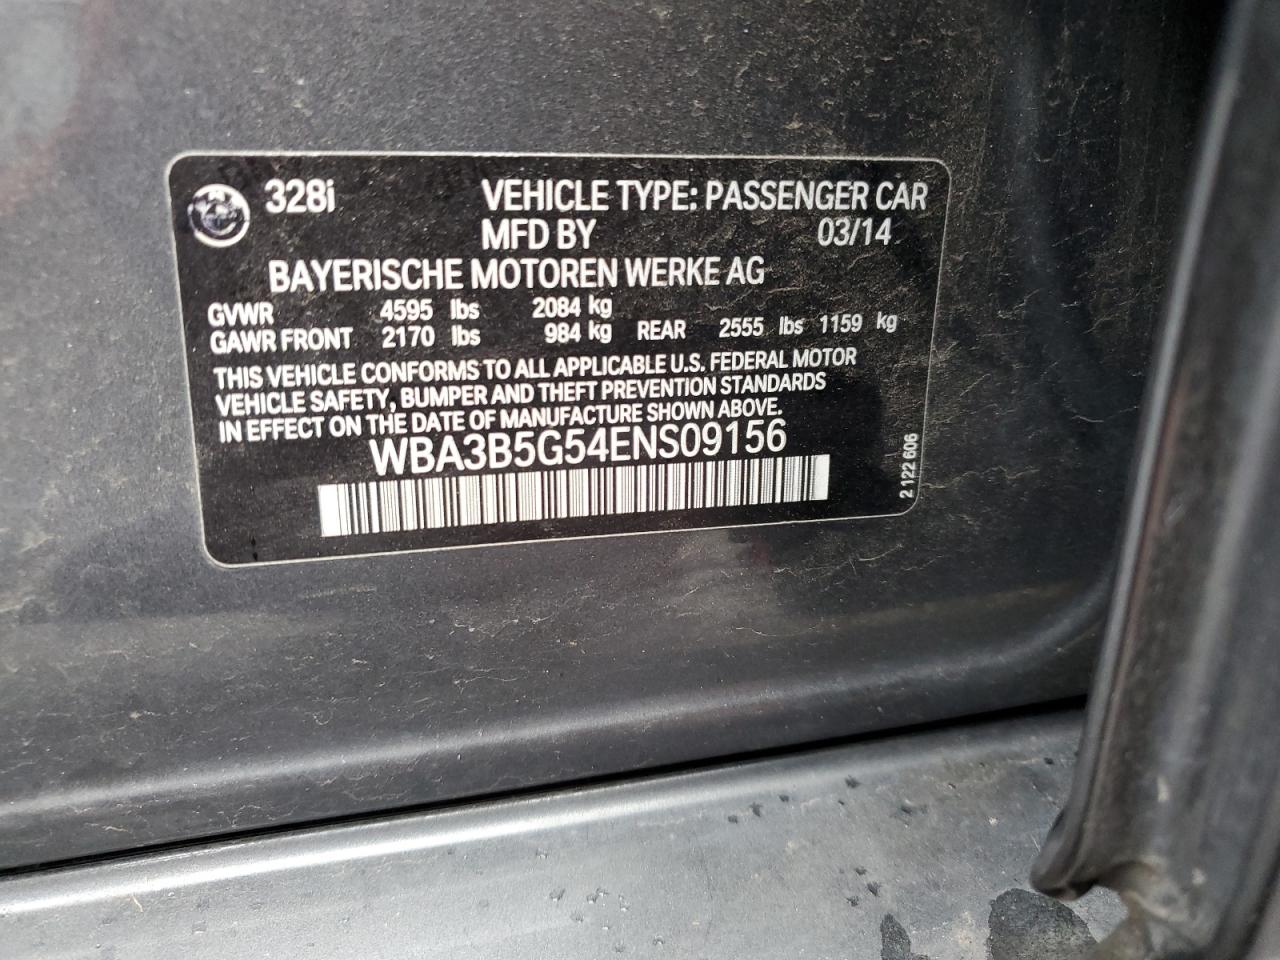 328i VEHICLE TYPE: PASSENGER CAR
MFD BY 03/14
BAYERISCHE MOTOREN WERKE AG
GVWR 4595 lbs 2084 kg
GAWR FRONT 2170 lbs 984 kg REAR 2555 lbs 1159 kg
THIS VEHICLE CONFORMS TO ALL APPLICABLE U.S. FEDERAL MOTOR
VEHICLE SAFETY, BUMPER AND THEFT PREVENTION STANDARDS
IN EFFECT ON THE DATE OF MANUFACTURE SHOWN ABOVE.
WBA3B5G54ENS09156
2 122 606